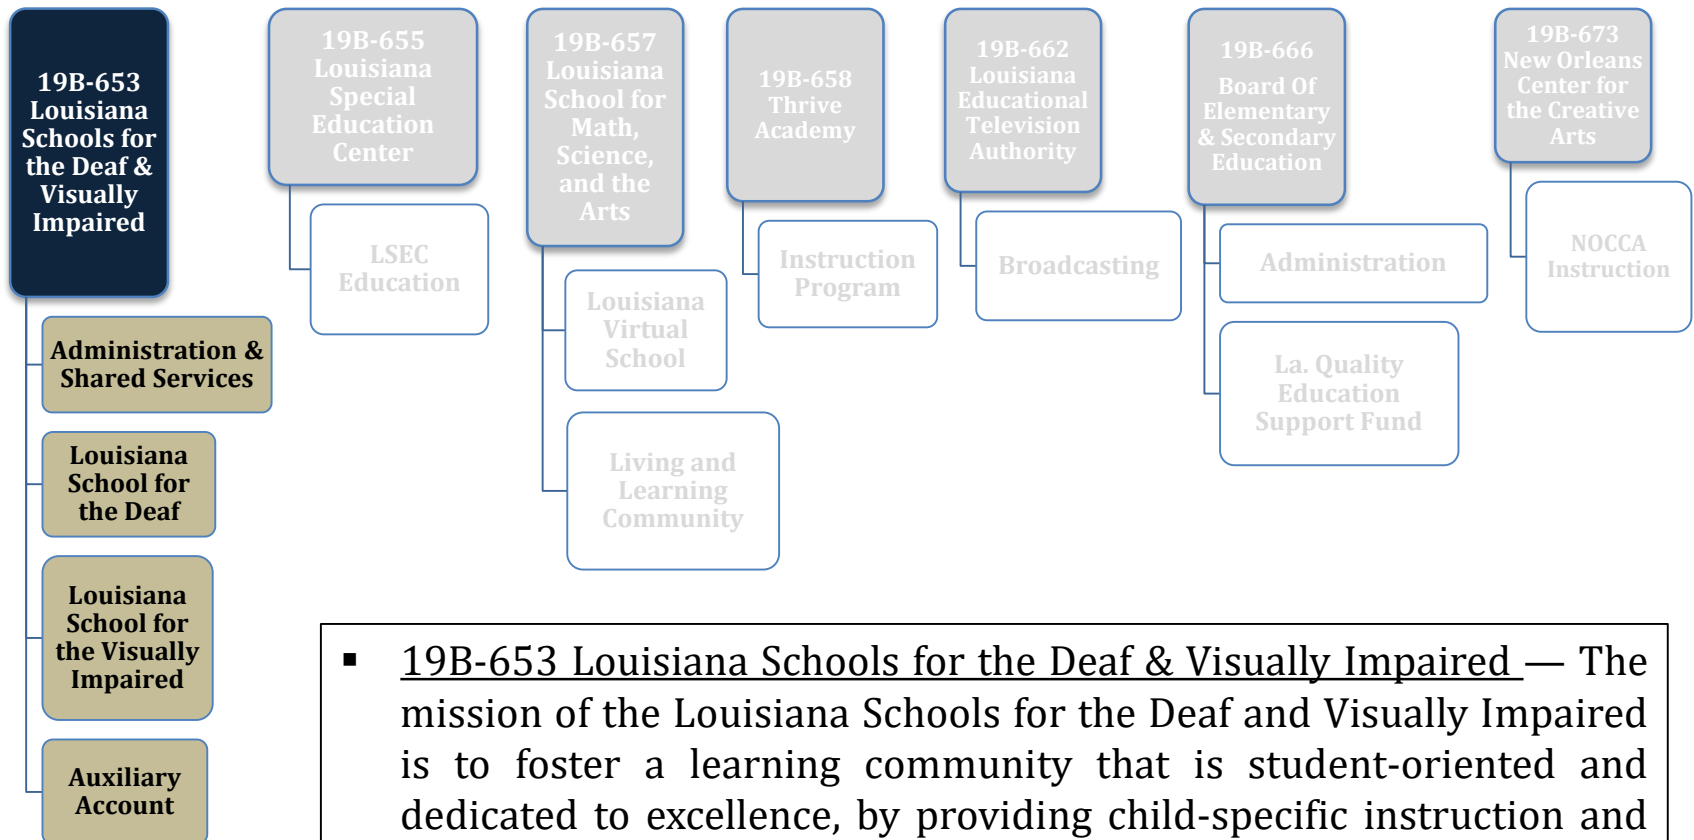 19B-653
Louisiana
Schools for
the Deaf &
Visually
Impaired
Administration &
Shared Services
Louisiana
School for
the Deaf
Louisiana
School for
the Visually
Impaired
Auxiliary
Account
19B-655
Louisiana
Special
Education
Center
LSEC
Education
19B-657
Louisiana
School for
Math,
Science,
and the
Arts
Louisiana
Virtual
School
Living and
Learning
Community
19B-658
Thrive
Academy
Instruction
Program
19B-662
Louisiana
Educational
Television
Authority
Broadcasting
19B-666
Board Of
Elementary
& Secondary
Education
Administration
La. Quality
Education
Support Fund
19B-673
New Orleans
Center for
the Creative
Arts
NOCCA
Instruction
▪ 19B-653 Louisiana Schools for the Deaf & Visually Impaired — The
mission of the Louisiana Schools for the Deaf and Visually Impaired
is to foster a learning community that is student-oriented and
dedicated to excellence, by providing child-specific instruction and